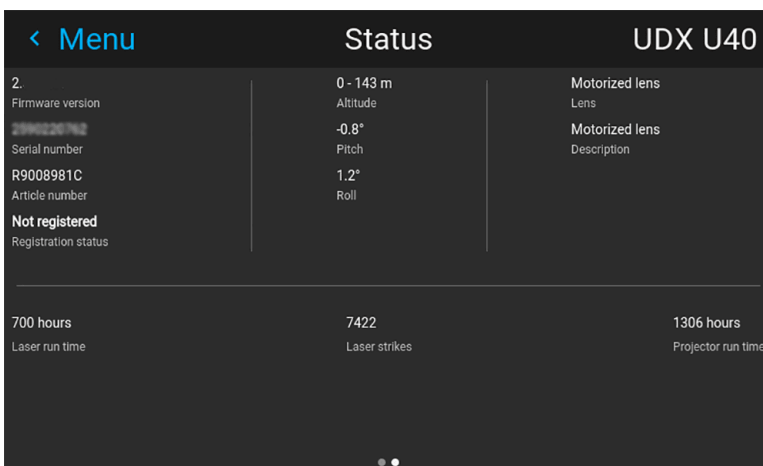 Menu
Status
UDX U40
2.
Firmware version
Serial number
R9008981C
Article number
Not registered
Registration status
0 - 143 m
Altitude
-0.8°
Pitch
1.2°
Roll
Motorized lens
Lens
Motorized lens
Description
700 hours
Laser run time
7422
Laser strikes
1306 hours
Projector run time